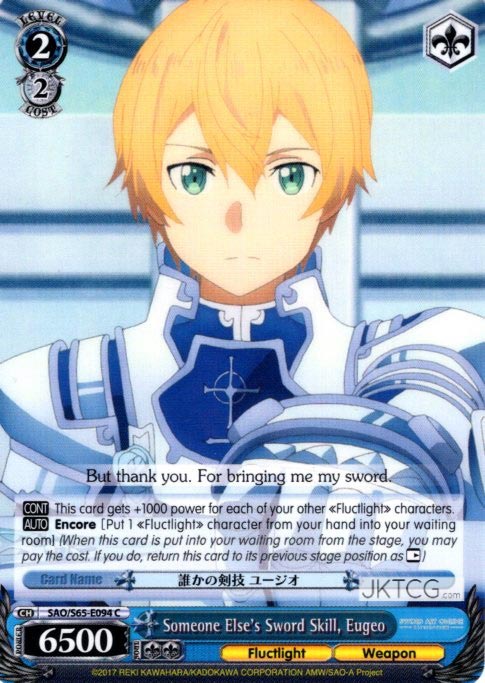 LEVEL
2
2
COST
But thank you. For bringing me my sword.
CONT This card gets +1000 power for each of your other «Fluctlight» characters.
AUTO Encore [Put 1 «Fluctlight» character from your hand into your waiting
room] (When this card is put into your waiting room from the stage, you may
pay the cost. If you do, return this card to its previous stage position as
.)
Card Name 誰かの剣技 ユージオ
JKTCG.com
CH SAO/S65-E094 C
POWER 6500 SOUL Someone Else's Sword Skill, Eugeo SWORD ART ONLINE
Fluctlight Weapon
©2017 REKI KAWAHARA/KADOKAWA CORPORATION AMW/SAO-A Project